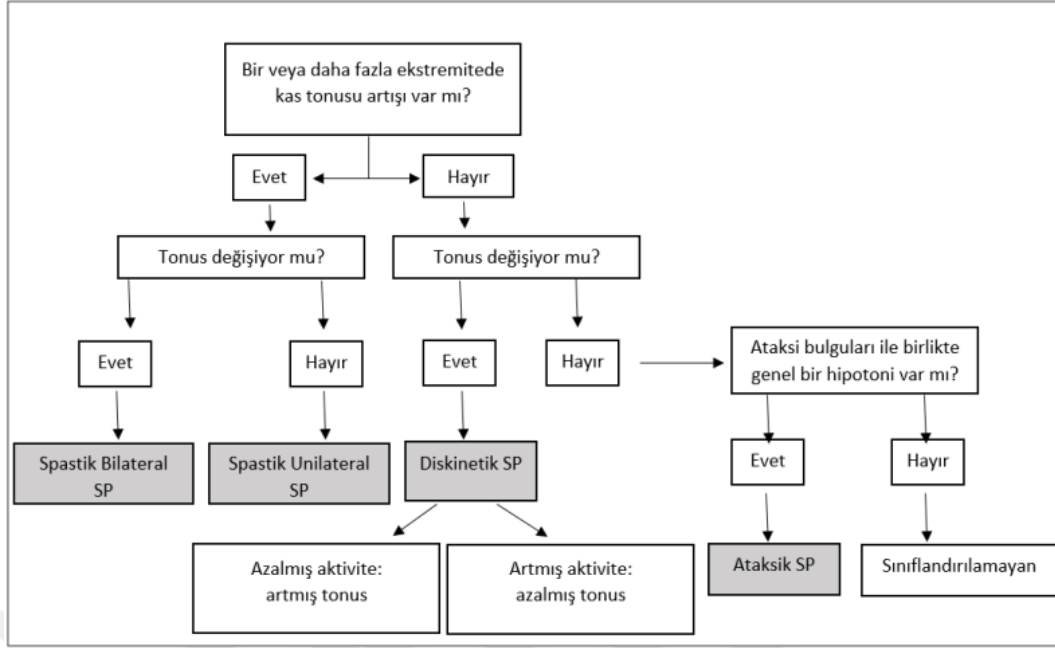 Bir veya daha fazla ekstremitede
kas tonusu artışı var mı?
Evet
Hayır
Tonus değişiyor mu?
Tonus değişiyor mu?
Evet
Hayır
Evet
Hayır
Ataksi bulguları ile birlikte
genel bir hipotoni var mı?
Spastik Bilateral
SP
Spastik Unilateral
SP
Diskinetik SP
Evet
Hayır
Azalmış aktivite:
artmış tonus
Artmış aktivite:
azalmış tonus
Ataksik SP
Sınıflandırılamayan